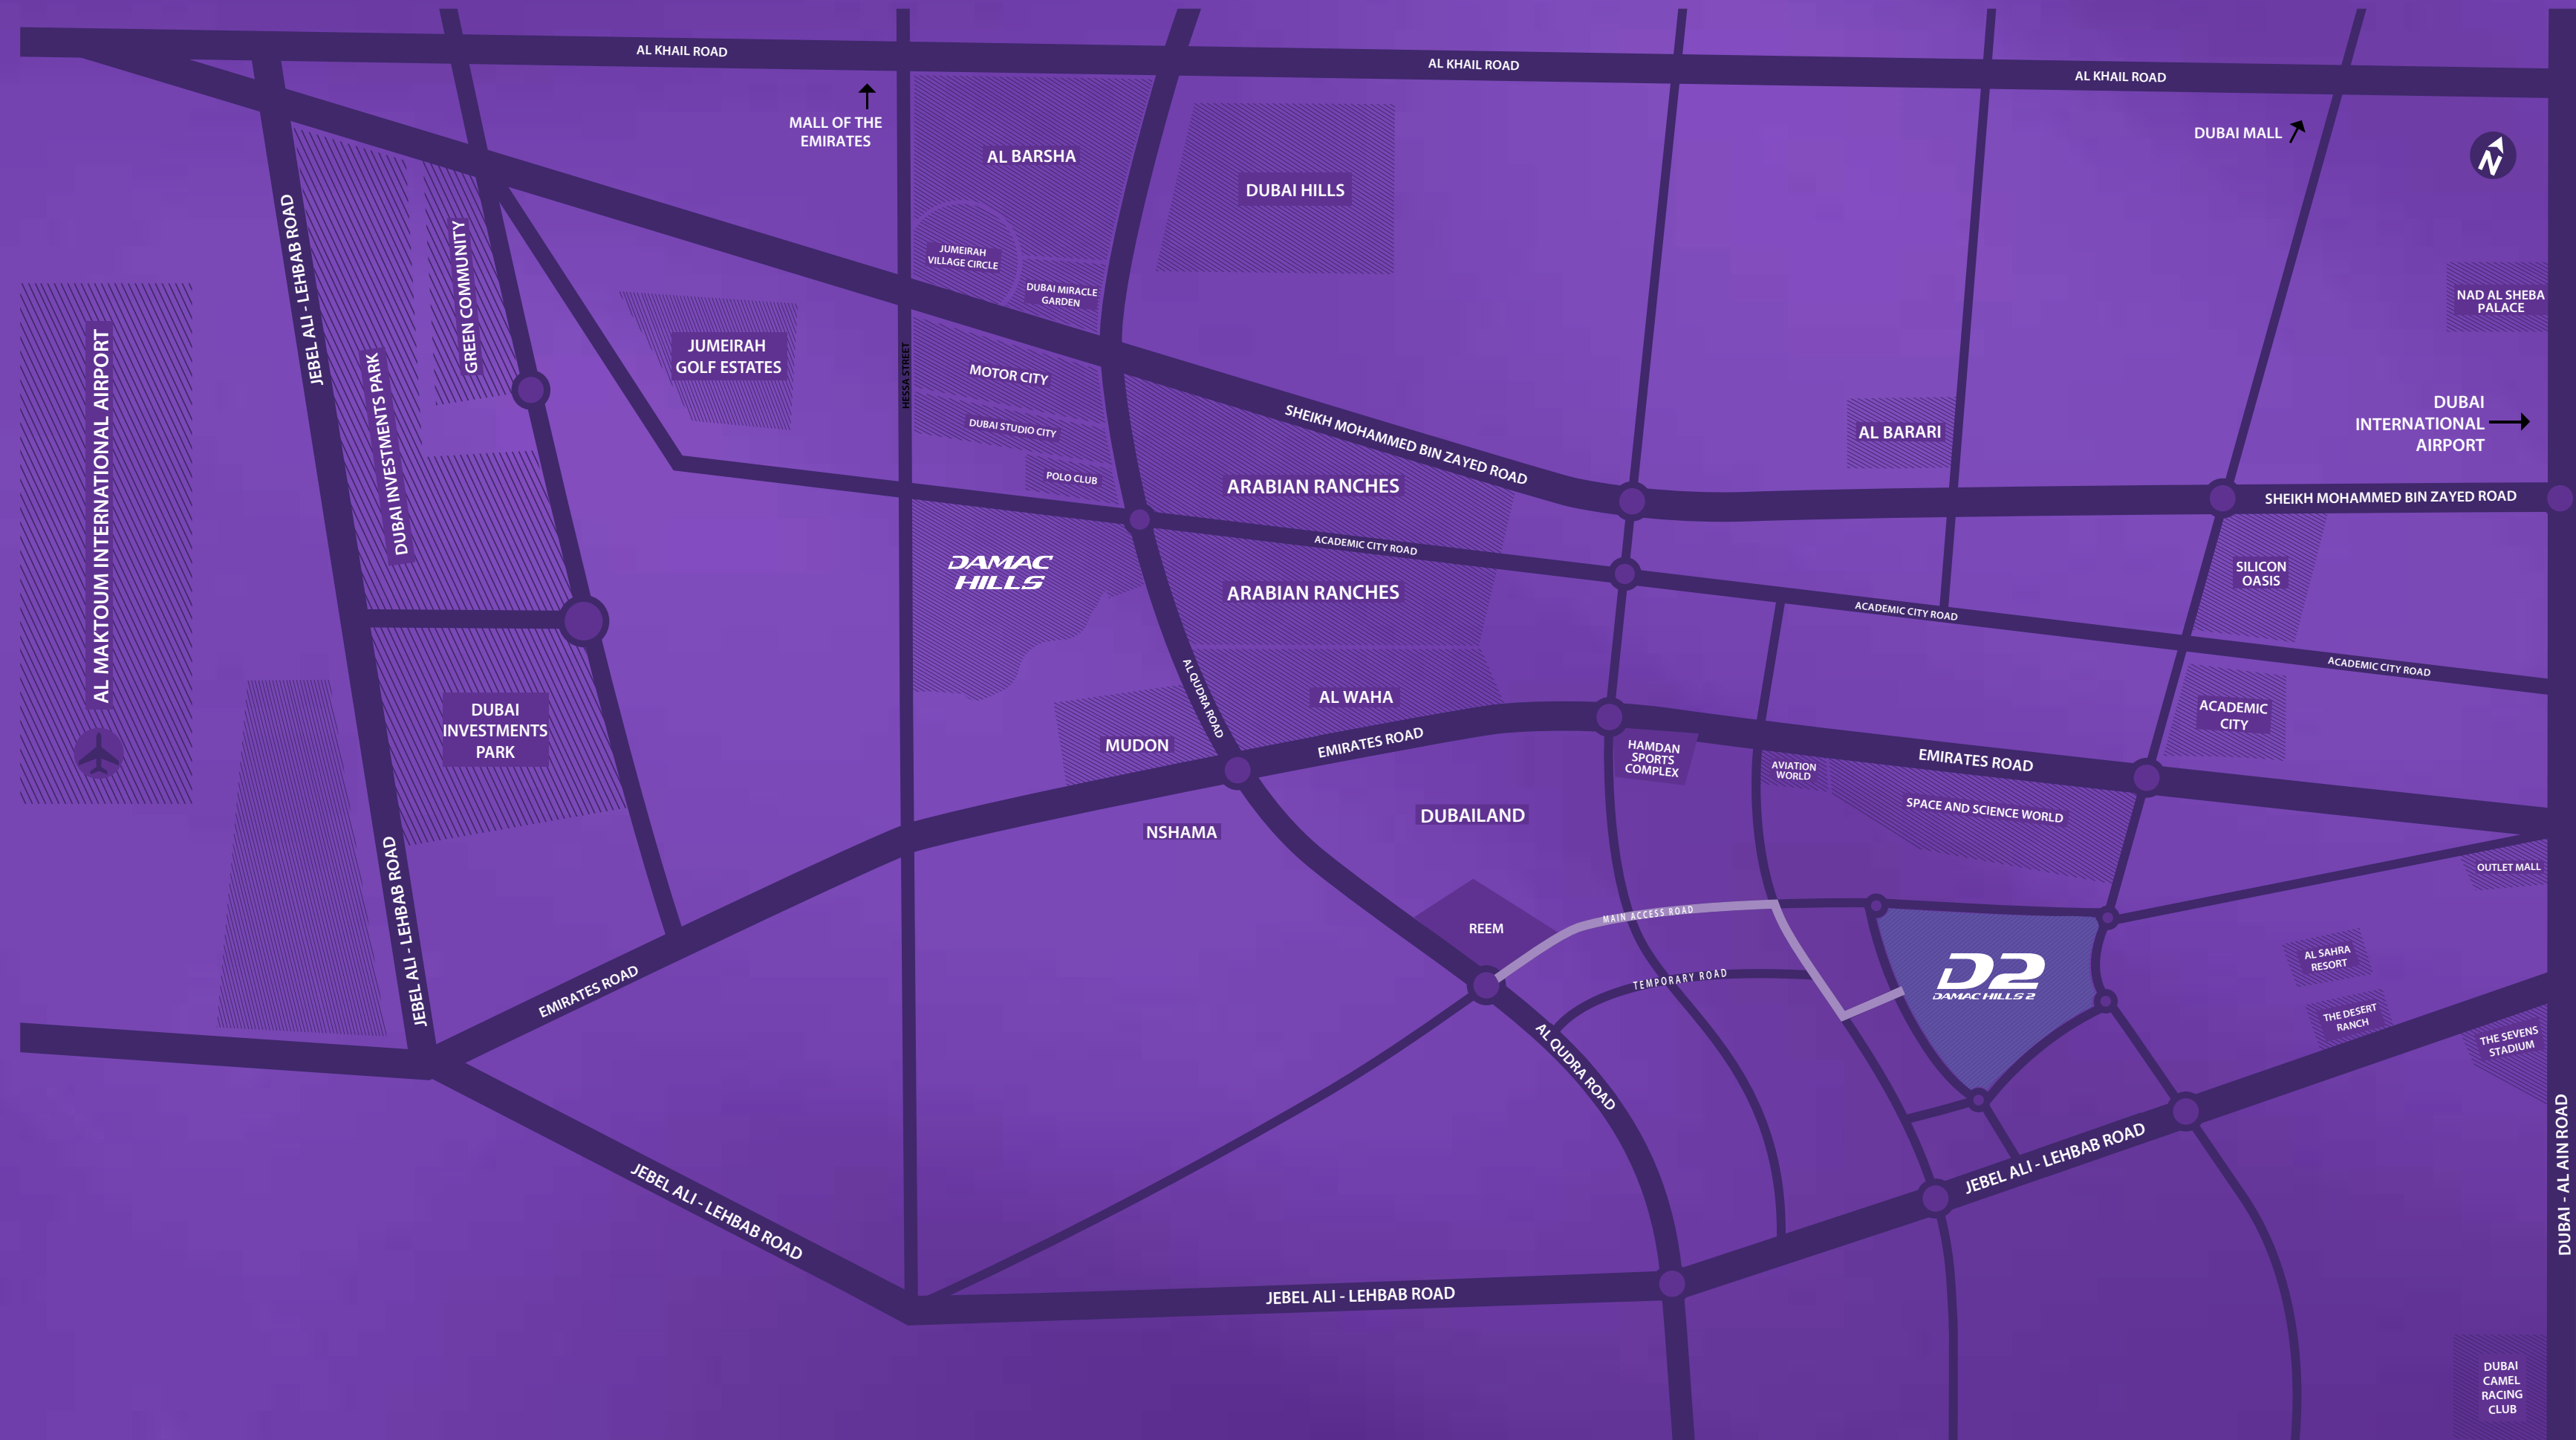 AL KHAIL ROAD
AL KHAIL ROAD
AL KHAIL ROAD
MALL OF THE
EMIRATES
AL BARSHA
DUBAI HILLS
DUBAI MALL
N
JEBEL ALI - LEHBAB ROAD
GREEN COMMUNITY
JUMEIRAH
VILLAGE CIRCLE
DUBAI MIRACLE
GARDEN
NAD AL SHEBA
PALACE
AL MAKTOUM INTERNATIONAL AIRPORT
DUBAI INVESTMENTS PARK
JUMEIRAH
GOLF ESTATES
HESSA STREET
MOTOR CITY
DUBAI STUDIO CITY
POLO CLUB
SHEIKH MOHAMMED BIN ZAYED ROAD
ARABIAN RANCHES
AL BARARI
DUBAI
INTERNATIONAL
AIRPORT
SHEIKH MOHAMMED BIN ZAYED ROAD
DAMAC
HILLS
ACADEMIC CITY ROAD
ARABIAN RANCHES
ACADEMIC CITY ROAD
SILICON
OASIS
ACADEMIC CITY ROAD
AL QUDRA ROAD
AL WAHA
ACADEMIC
CITY
DUBAI
INVESTMENTS
PARK
MUDON
EMIRATES ROAD
HAMDAN
SPORTS
COMPLEX
AVIATION
WORLD
EMIRATES ROAD
SPACE AND SCIENCE WORLD
NSHAMA
DUBAILAND
OUTLET MALL
JEBEL ALI - LEHBAB ROAD
REEM
MAIN ACCESS ROAD
TEMPORARY ROAD
D2
DAMAC HILLS 2
AL SAHRA
RESORT
THE DESERT
RANCH
THE SEVENS
STADIUM
EMIRATES ROAD
AL QUDRA ROAD
JEBEL ALI - LEHBAB ROAD
JEBEL ALI - LEHBAB ROAD
JEBEL ALI - LEHBAB ROAD
DUBAI - AL AIN ROAD
DUBAI
CAMEL
RACING
CLUB